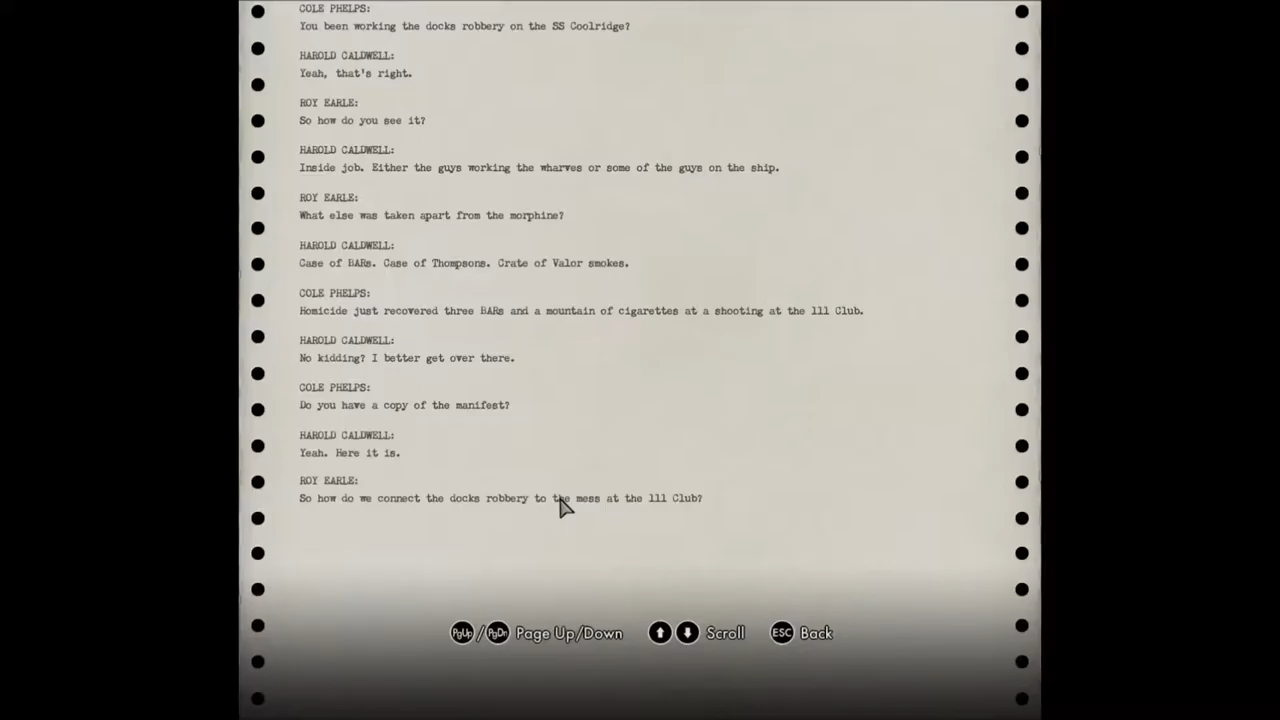 COLE PHELPS:
You been working the docks robbery on the SS Coolridge?
HAROLD CALDWELL:
Yeah, that's right.
ROY EARLE:
So how do you see it?
HAROLD CALDWELL:
Inside job. Either the guys working the wharves or some of the guys on the ship.
ROY EARLE:
What else was taken apart from the morphine?
HAROLD CALDWELL:
Case of BARs. Case of Thompsons. Crate of Valor smokes.
COLE PHELPS:
Homicide just recovered three BARs and a mountain of cigarettes at a shooting at the 111 Club.
HAROLD CALDWELL:
No kidding? I better get over there.
COLE PHELPS:
Do you have a copy of the manifest?
HAROLD CALDWELL:
Yeah. Here it is.
ROY EARLE:
So how do we connect the docks robbery to the mess at the 111 Club?
PgUp / PgDn Page Up/Down Scroll ESC Back